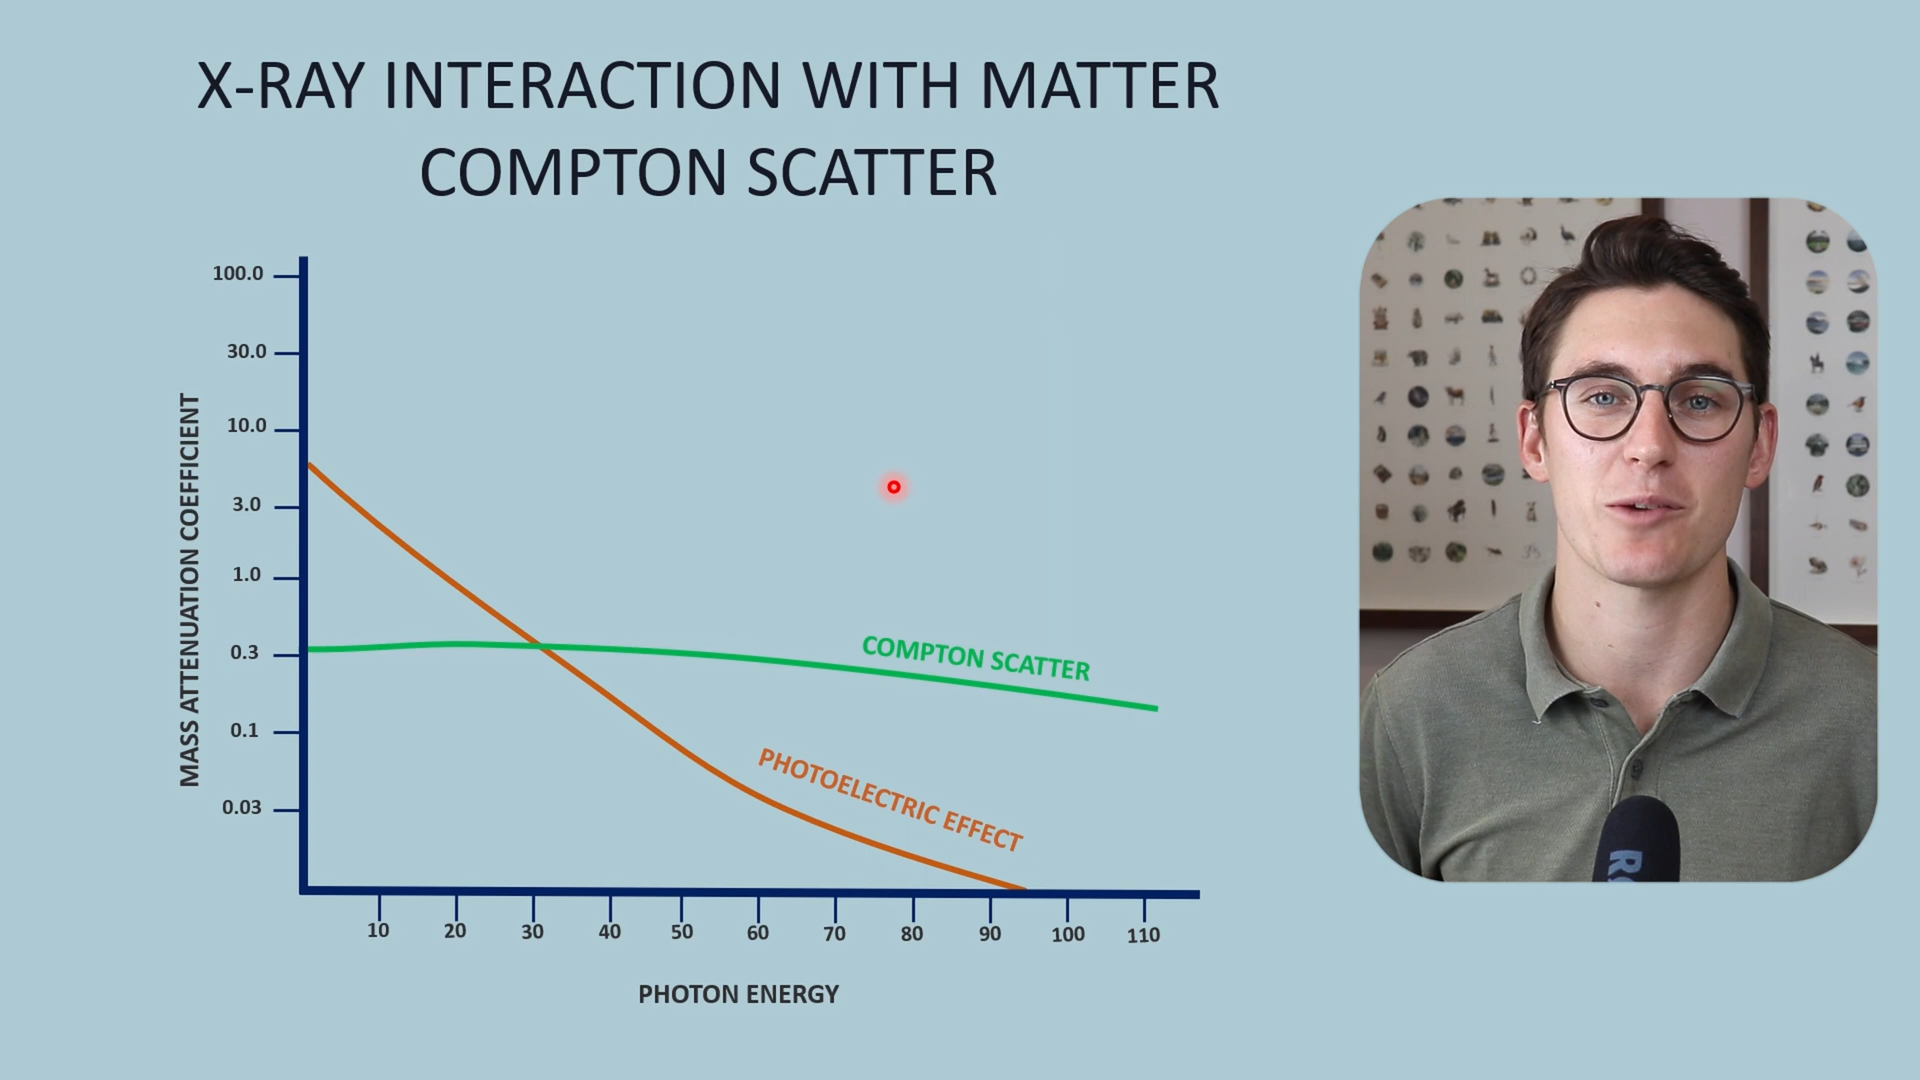 X-RAY INTERACTION WITH MATTER
COMPTON SCATTER
100.0
30.0
10.0
3.0
1.0
0.3
0.1
0.03
MASS ATTENUATION COEFFICIENT
COMPTON SCATTER
PHOTOELECTRIC EFFECT
10 20 30 40 50 60 70 80 90 100 110
PHOTON ENERGY